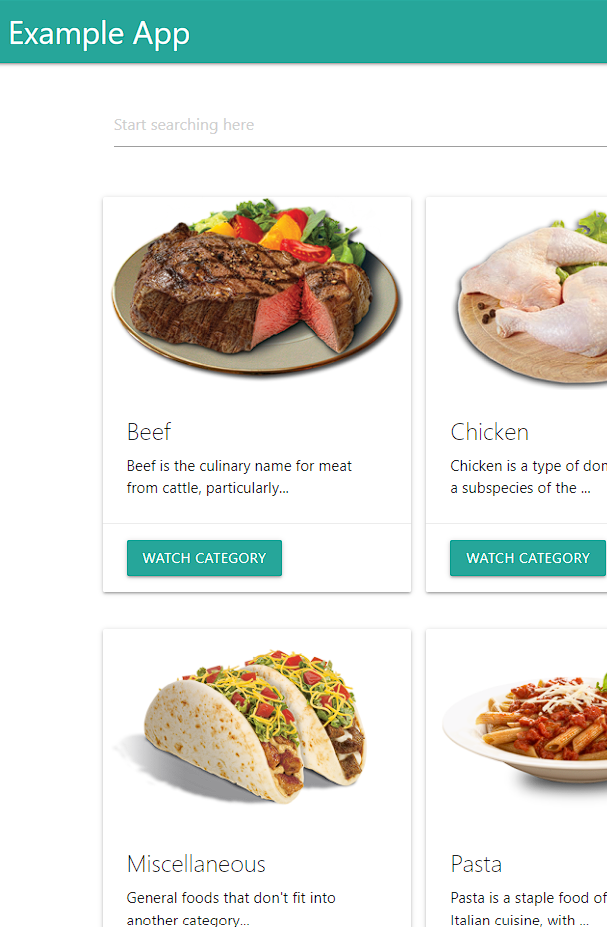 Example App
Start searching here
Beef
Beef is the culinary name for meat
from cattle, particularly...
WATCH CATEGORY
Chicken
Chicken is a type of
a subspecies of the ...
WATCH CATEGORY
Miscellaneous
General foods that don't fit into
another category...
Pasta
Pasta is a staple food of
Italian cuisine, with ...